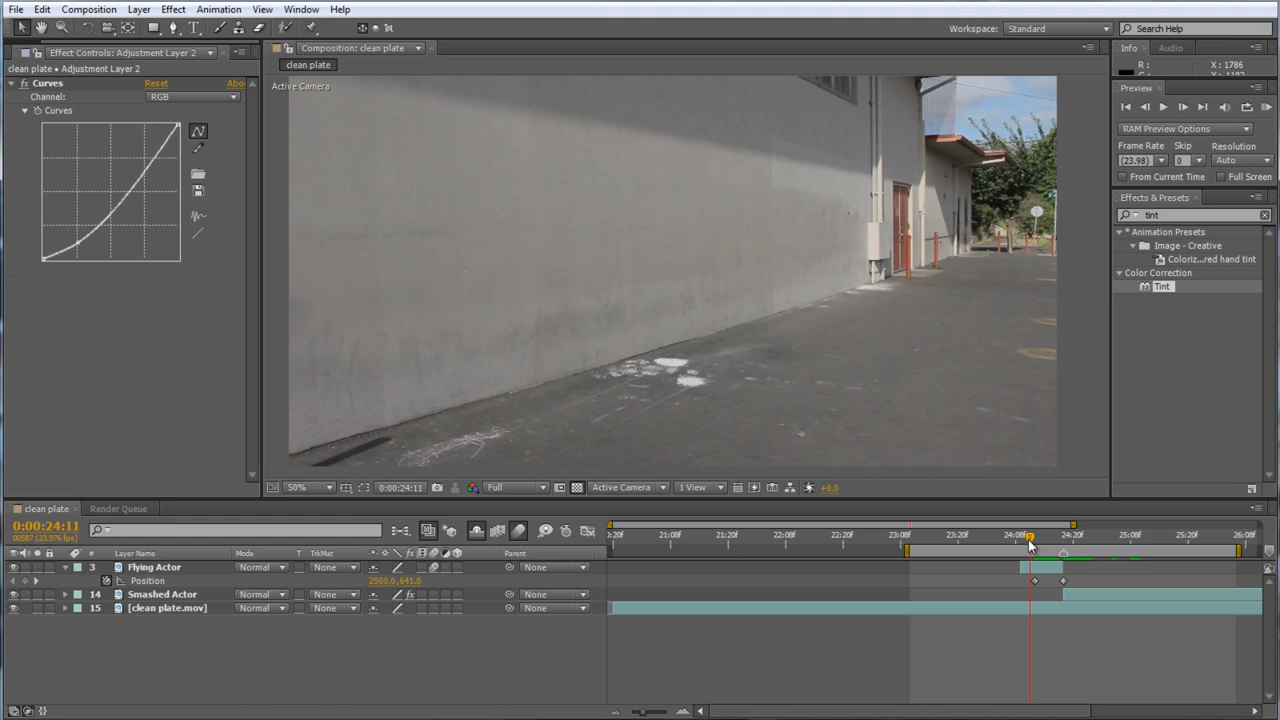 File Edit Composition Layer Effect Animation View Window Help
Workspace: Standard Search Help
Effect Controls: Adjustment Layer 2
clean plate • Adjustment Layer 2
fx Curves Reset Abo
Channel: RGB
Curves
Composition: clean plate
clean plate
Active Camera
50% 0:00:24:11 Full Active Camera 1 View +0.0
Info Audio
R : X : 1786
Preview
RAM Preview Options
Frame Rate Skip Resolution
(23.98) 0 Auto
From Current Time Full Screen
Effects & Presets
tint
* Animation Presets
Image - Creative
Coloriz...red hand tint
Color Correction
Tint
clean plate Render Queue
0:00:24:11
00587 (23.976 fps)
# Layer Name Mode T TrkMat Parent
:20f 21:08f 21:20f 22:08f 22:20f 23:08f 23:20f 24:08f 24:20f 25:08f 25:20f 26:08f
3 Flying Actor Normal None None
Position 2500.0,641.0
14 Smashed Actor Normal None fx None
15 [clean plate.mov] Normal None None